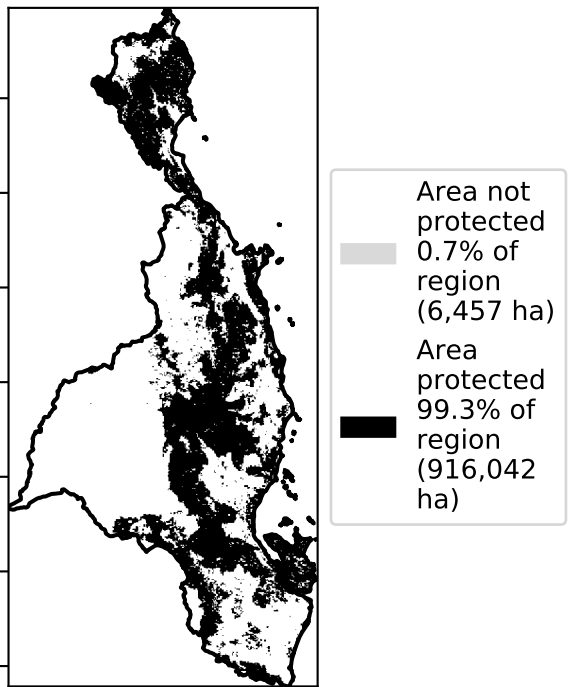 Area not
protected
0.7% of
region
(6,457 ha)
Area
protected
99.3% of
region
(916,042
ha)